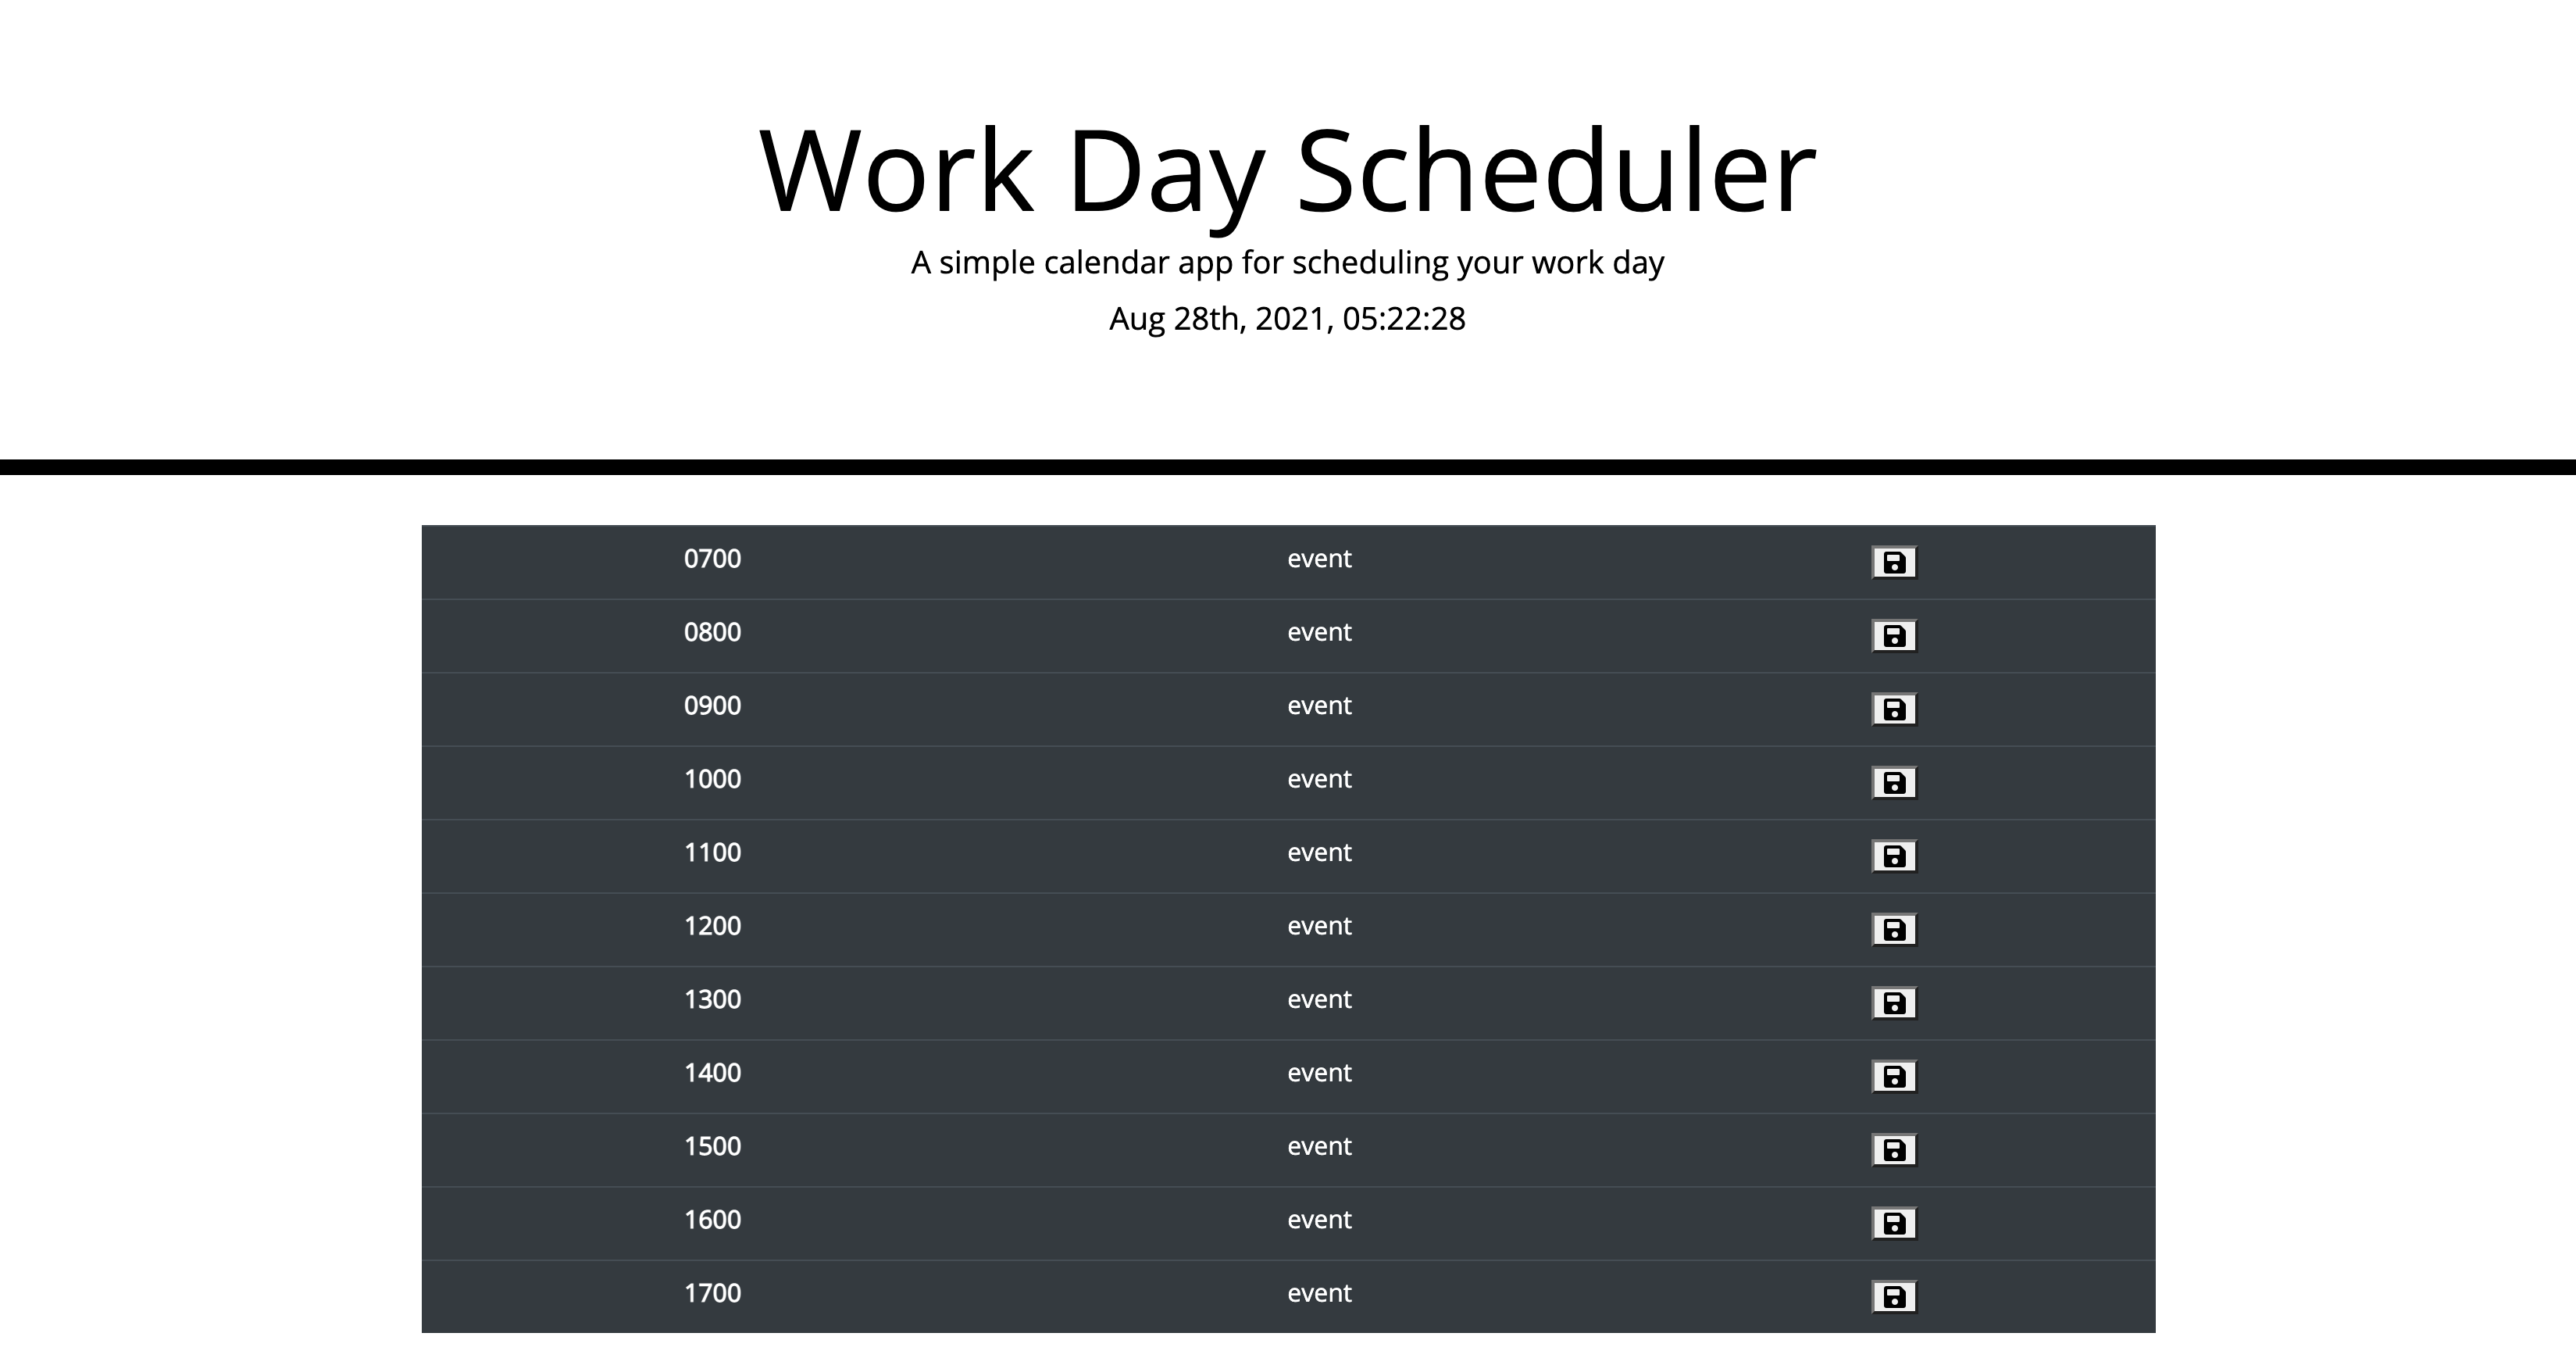 Work Day Scheduler
A simple calendar app for scheduling your work day
Aug 28th, 2021, 05:22:28
0700 event
0800 event
0900 event
1000 event
1100 event
1200 event
1300 event
1400 event
1500 event
1600 event
1700 event